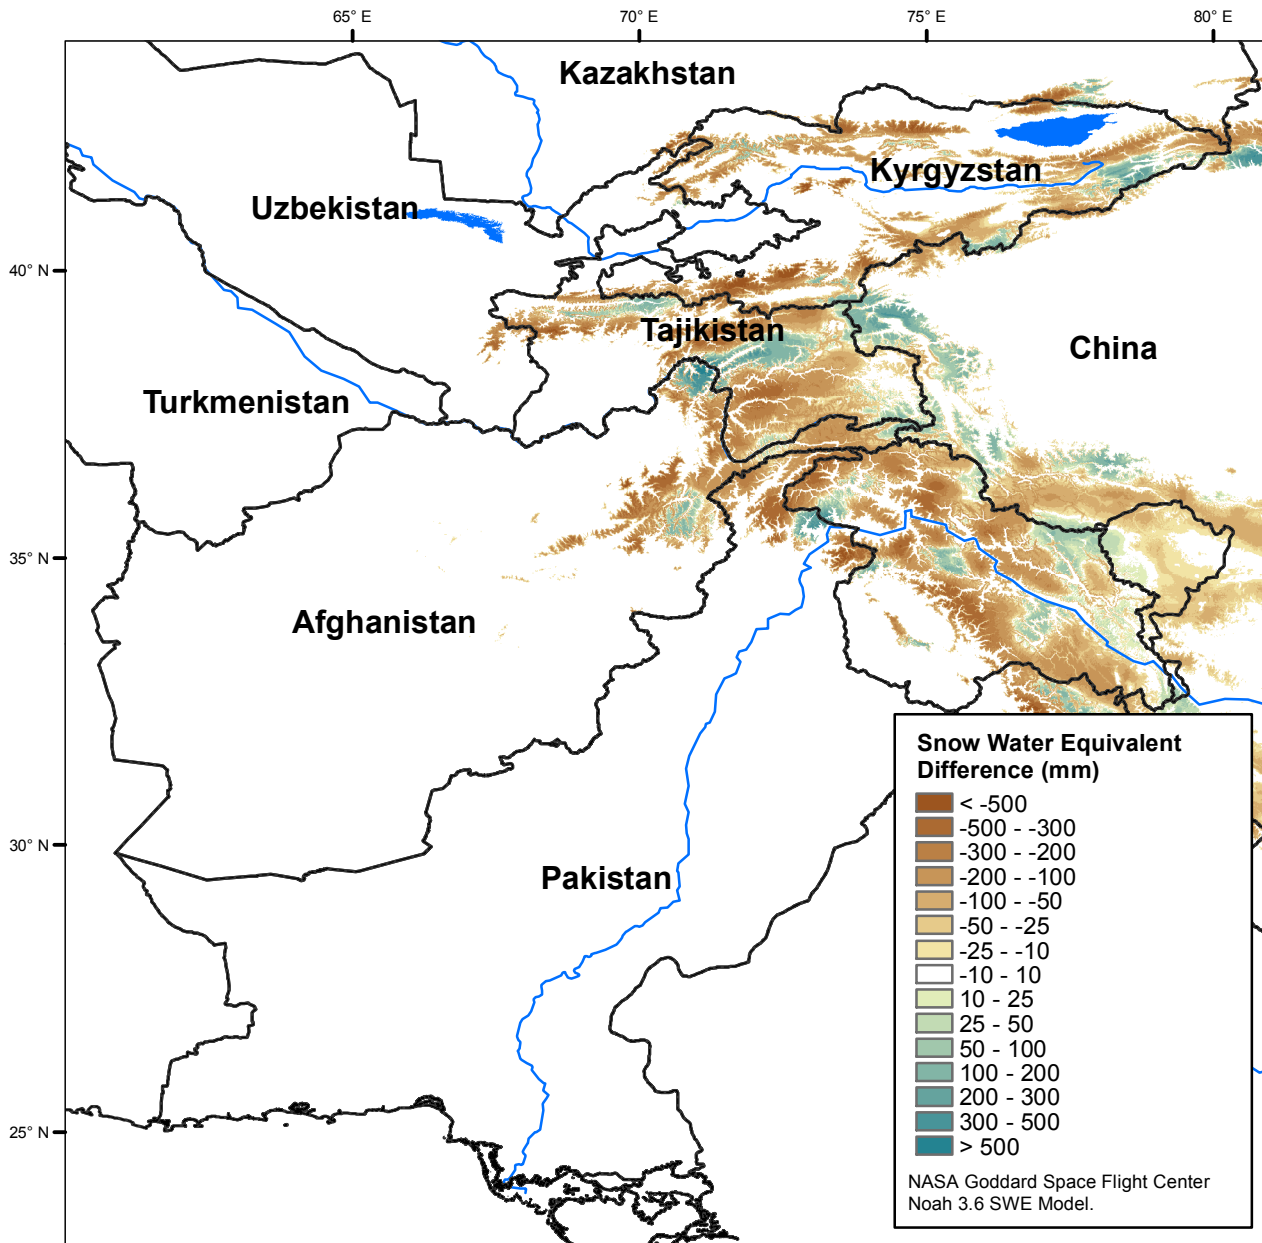 65° E
70° E
75° E
80° E
Kazakhstan
Kyrgyzstan
Uzbekistan
40° N
Tajikistan
China
Turkmenistan
35° N
Afghanistan
Snow Water Equivalent
Difference (mm)
< -500
-500 - -300
-300 - -200
-200 - -100
-100 - -50
-50 - -25
-25 - -10
-10 - 10
10 - 25
25 - 50
50 - 100
100 - 200
200 - 300
300 - 500
> 500
NASA Goddard Space Flight Center
Noah 3.6 SWE Model.
30° N
Pakistan
25° N